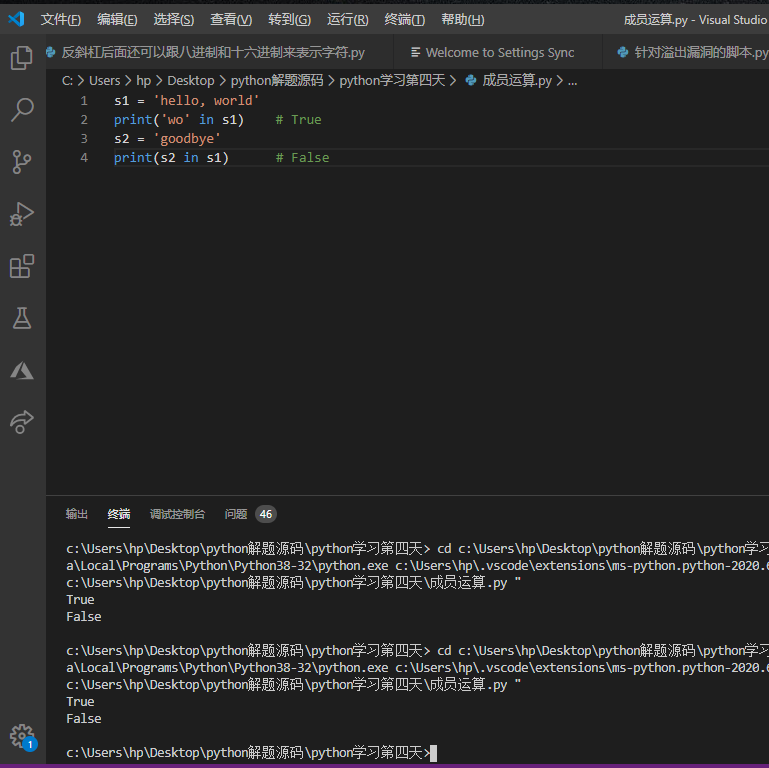 文件(F) 编辑(E) 选择(S) 查看(V) 转到(G) 运行(R) 终端(T) 帮助(H) 成员运算.py - Visual Studio
反斜杠后面还可以跟八进制和十六进制来表示字符.py Welcome to Settings Sync 针对溢出漏洞的脚本.py
C: > Users > hp > Desktop > python解题源码 > python学习第四天 > 成员运算.py > ...
1 s1 = 'hello, world'
2 print('wo' in s1)    # True
3 s2 = 'goodbye'
4 print(s2 in s1)      # False
输出 终端 调试控制台 问题 46
c:\Users\hp\Desktop\python解题源码\python学习第四天> cd c:\Users\hp\Desktop\python解题源码\python学习
a\Local\Programs\Python\Python38-32\python.exe c:\Users\hp\.vscode\extensions\ms-python.python-2020.6
c:\Users\hp\Desktop\python解题源码\python学习第四天\成员运算.py "
True
False
c:\Users\hp\Desktop\python解题源码\python学习第四天> cd c:\Users\hp\Desktop\python解题源码\python学习
a\Local\Programs\Python\Python38-32\python.exe c:\Users\hp\.vscode\extensions\ms-python.python-2020.6
c:\Users\hp\Desktop\python解题源码\python学习第四天\成员运算.py "
True
False
1
c:\Users\hp\Desktop\python解题源码\python学习第四天>